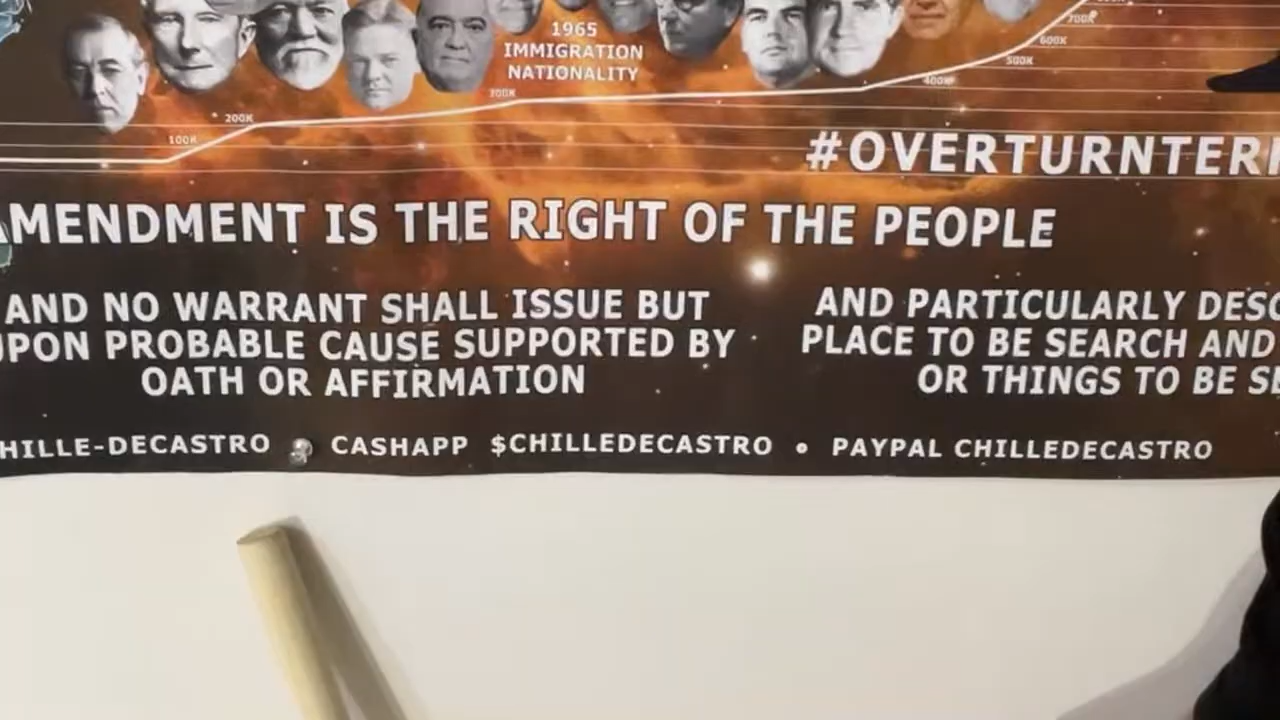 1965
IMMIGRATION
NATIONALITY
700K
600K
500K
400K
300K
200K
100K
#OVERTURNTER
AMENDMENT IS THE RIGHT OF THE PEOPLE
AND NO WARRANT SHALL ISSUE BUT
UPON PROBABLE CAUSE SUPPORTED BY
OATH OR AFFIRMATION
AND PARTICULARLY DESC
PLACE TO BE SEARCH AND
OR THINGS TO BE SE
HILLE-DECASTRO CASHAPP $CHILLEDECASTRO • PAYPAL CHILLEDECASTRO